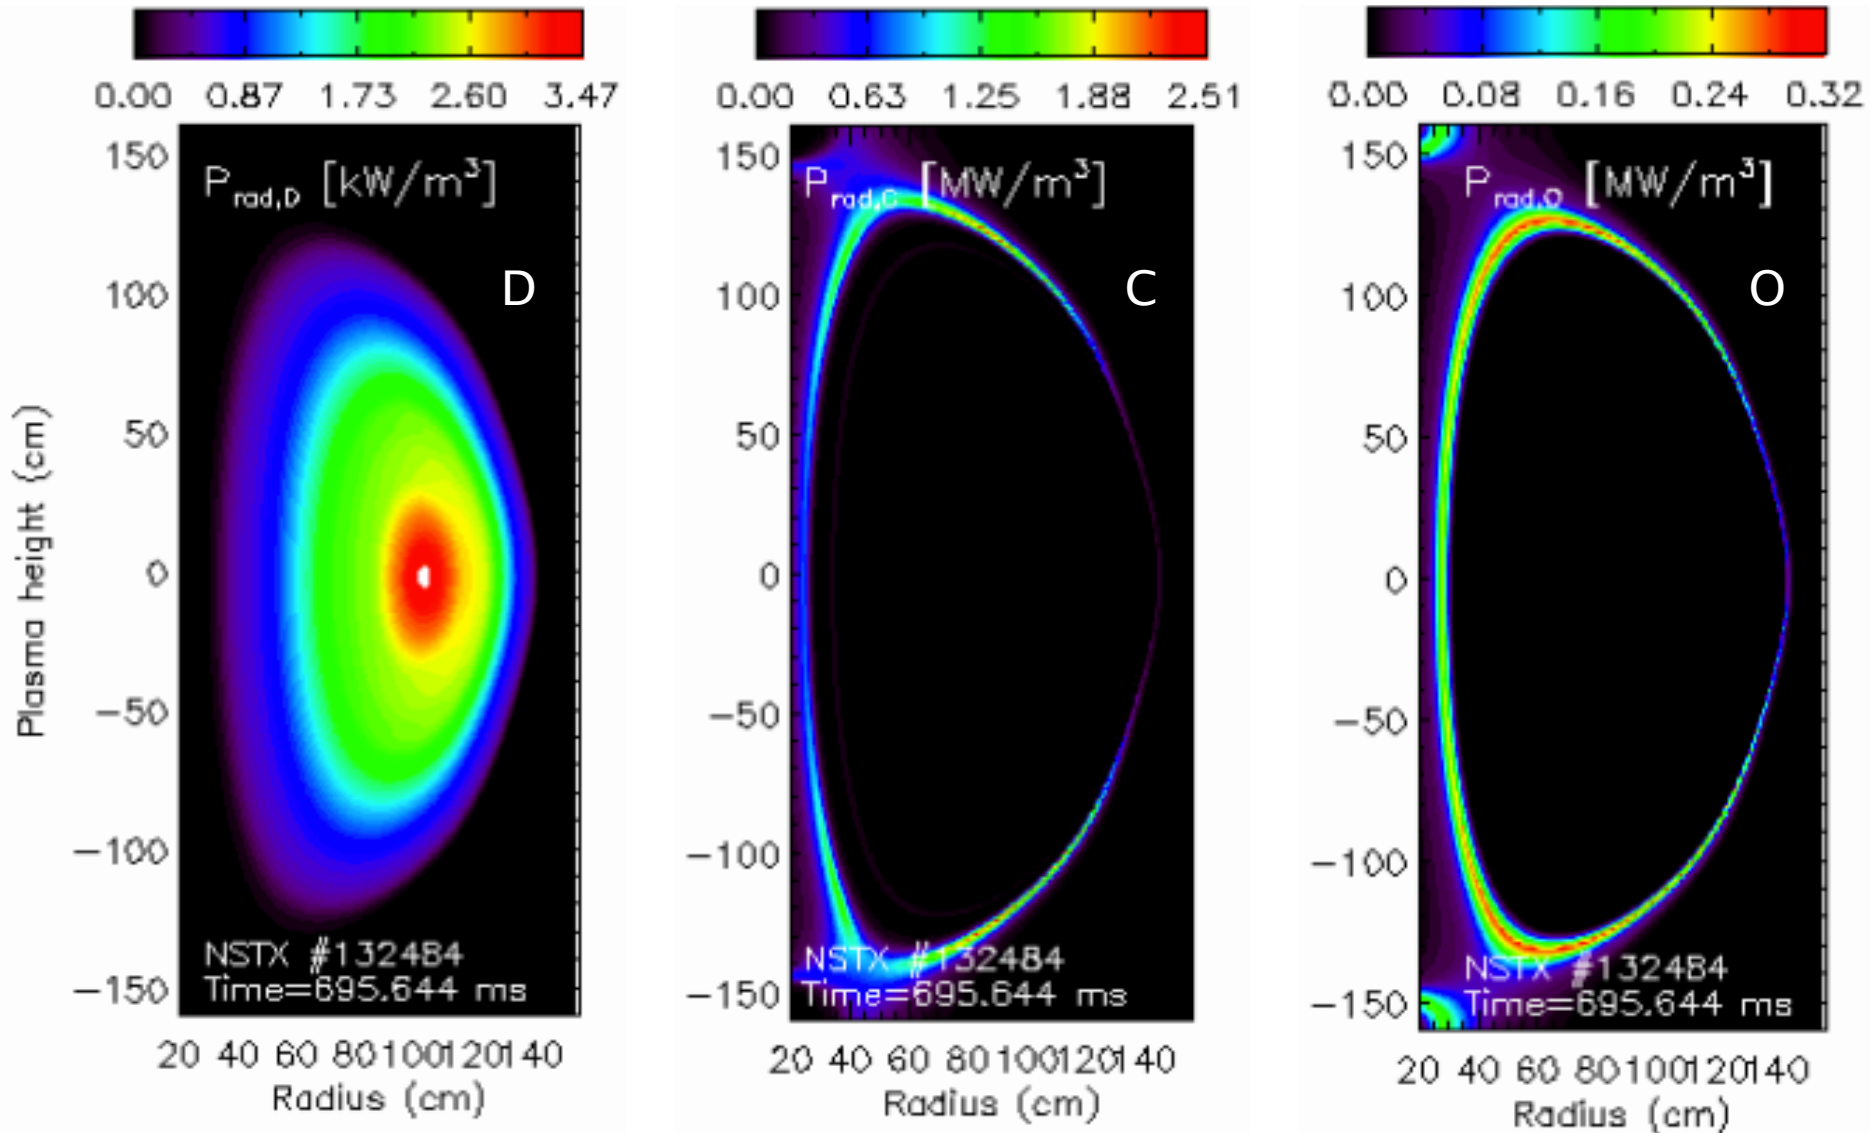 0.00 0.87 1.73 2.60 3.47
P_rad,D [kW/m³]
D
150
100
50
0
−50
−100
−150
Plasma height (cm)
NSTX #132484
Time=695.644 ms
20 40 60 80 100 120 140
Radius (cm)
0.00 0.63 1.25 1.88 2.51
P_rad,C [MW/m³]
C
150
100
50
0
−50
−100
−150
NSTX #132484
Time=695.644 ms
20 40 60 80 100 120 140
Radius (cm)
0.00 0.08 0.16 0.24 0.32
P_rad,O [MW/m³]
O
150
100
50
0
−50
−100
−150
NSTX #132484
Time=695.644 ms
20 40 60 80 100 120 140
Radius (cm)